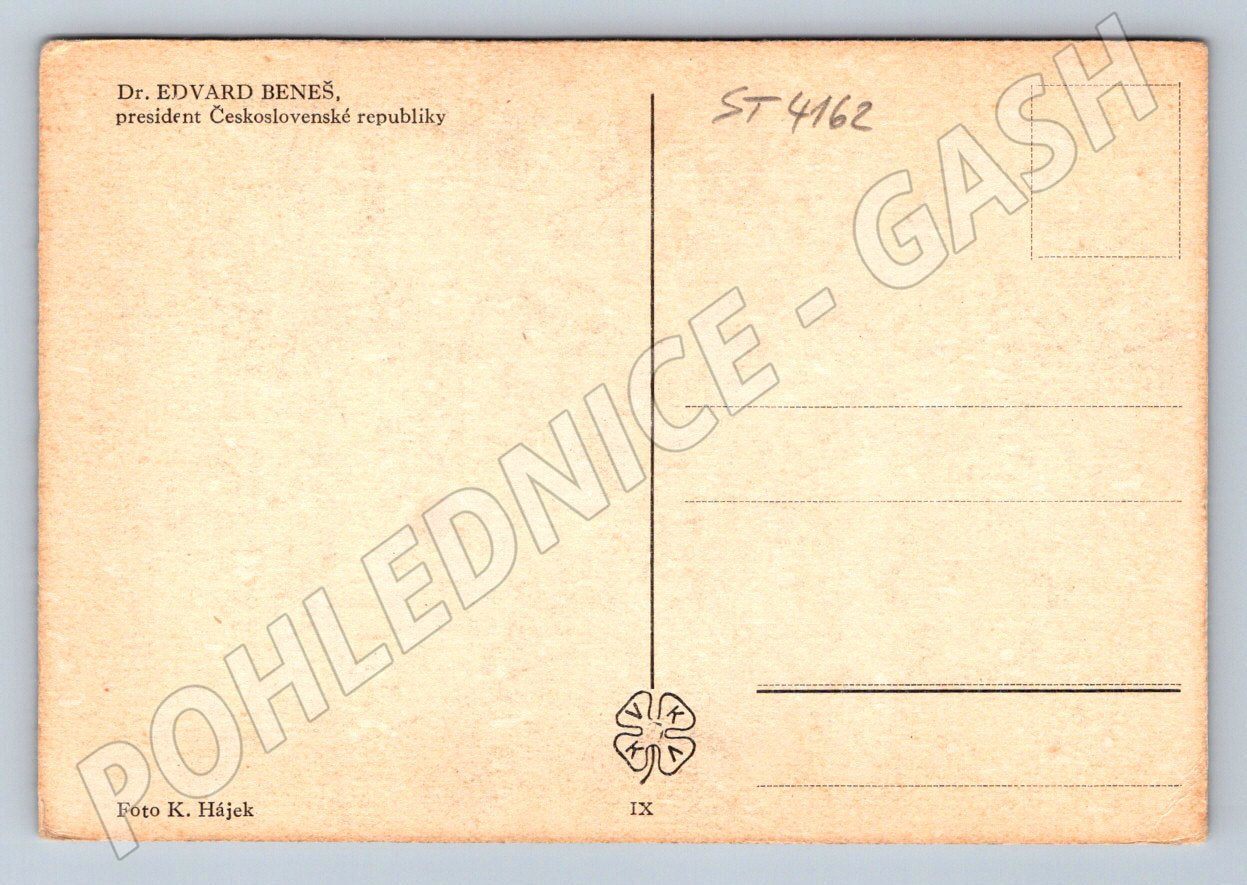 Dr. EDVARD BENEŠ,
president Československé republiky
ST 4162
POHLEDNICE - GASH
V K
K V
Foto K. Hájek
IX